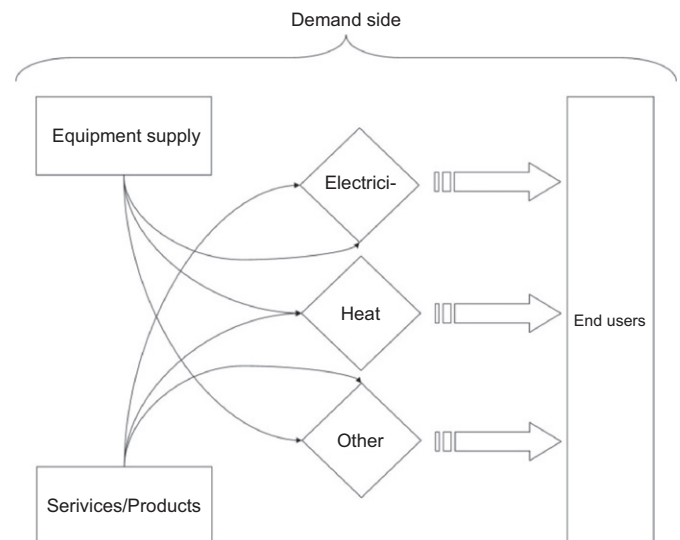 Demand side
Equipment supply
Electrici-
Heat
End users
Other
Serivices/Products